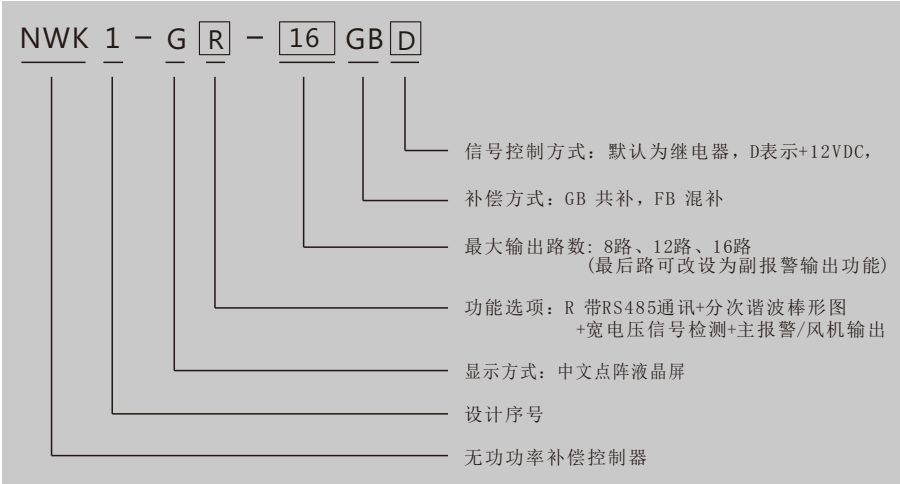 NWK 1 - G R - 16 GB D
信号控制方式：默认为继电器，D表示+12VDC，
补偿方式：GB 共补，FB 混补
最大输出路数: 8路、12路、16路
(最后路可改设为副报警输出功能)
功能选项：R 带RS485通讯+分次谐波棒形图
+宽电压信号检测+主报警/风机输出
显示方式：中文点阵液晶屏
设计序号
无功功率补偿控制器